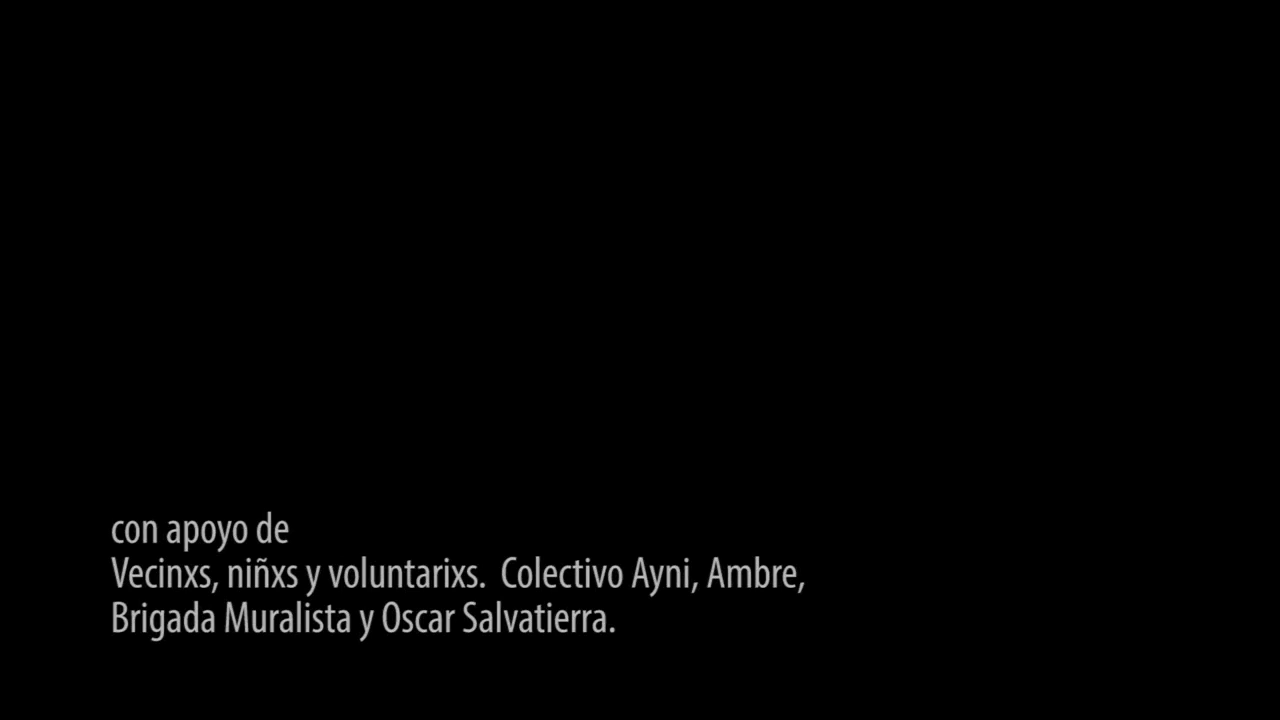 con apoyo de
Vecinxs, niñxs y voluntarixs.  Colectivo Ayni, Ambre,
Brigada Muralista y Oscar Salvatierra.